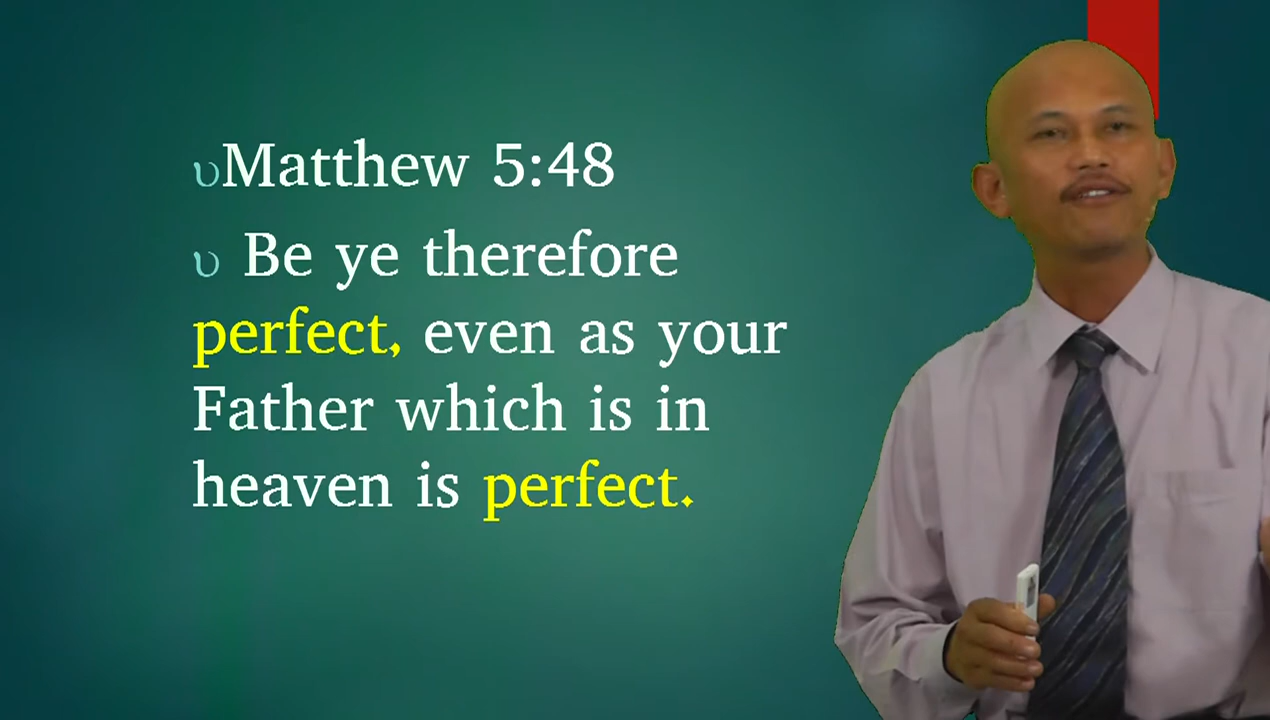 υMatthew 5:48
υ Be ye therefore
perfect, even as your
Father which is in
heaven is perfect.